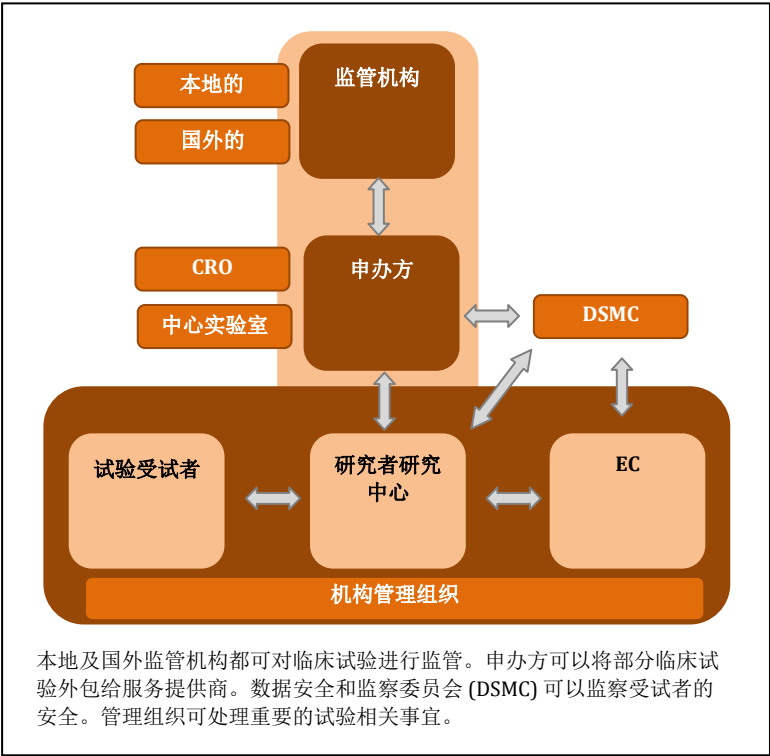 监管机构
本地的
国外的
CRO
申办方
中心实验室
DSMC
试验受试者
研究者研究
中心
EC
机构管理组织
本地及国外监管机构都可对临床试验进行监管。申办方可以将部分临床试
验外包给服务提供商。数据安全和监察委员会 (DSMC) 可以监察受试者的
安全。管理组织可处理重要的试验相关事宜。